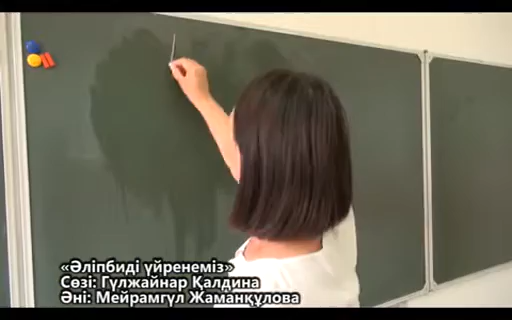 «Әліпбиді үйренеміз»
Сөзі: Гүлжайнар Қалдина
Әні: Мейрамгүл Жаманқұлова